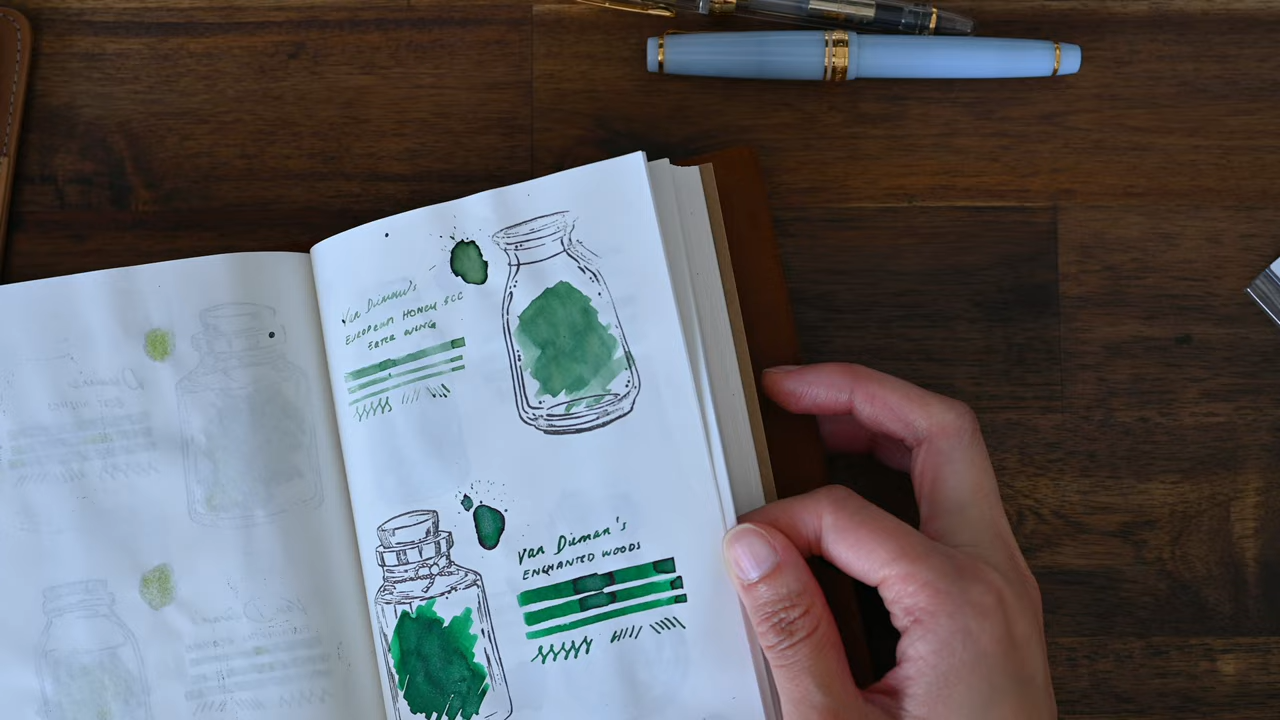 Van Dieman's
EUROPEAN HONEY BEE
EATER WING
Van Dieman's
ENCHANTED WOODS